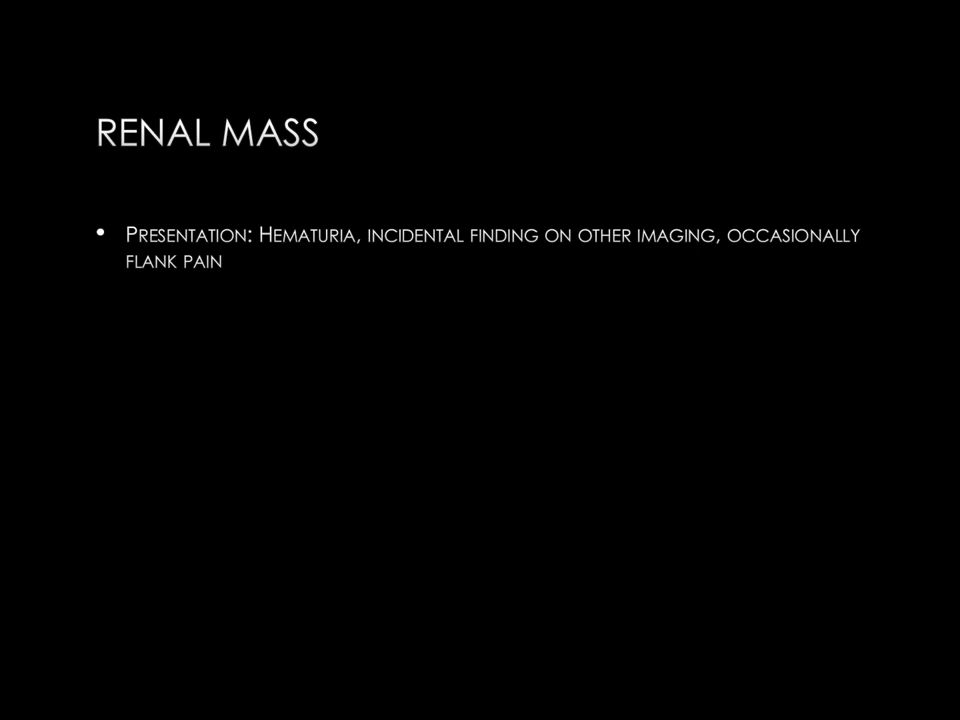 RENAL MASS
• Presentation: Hematuria, incidental finding on other imaging, occasionally
flank pain